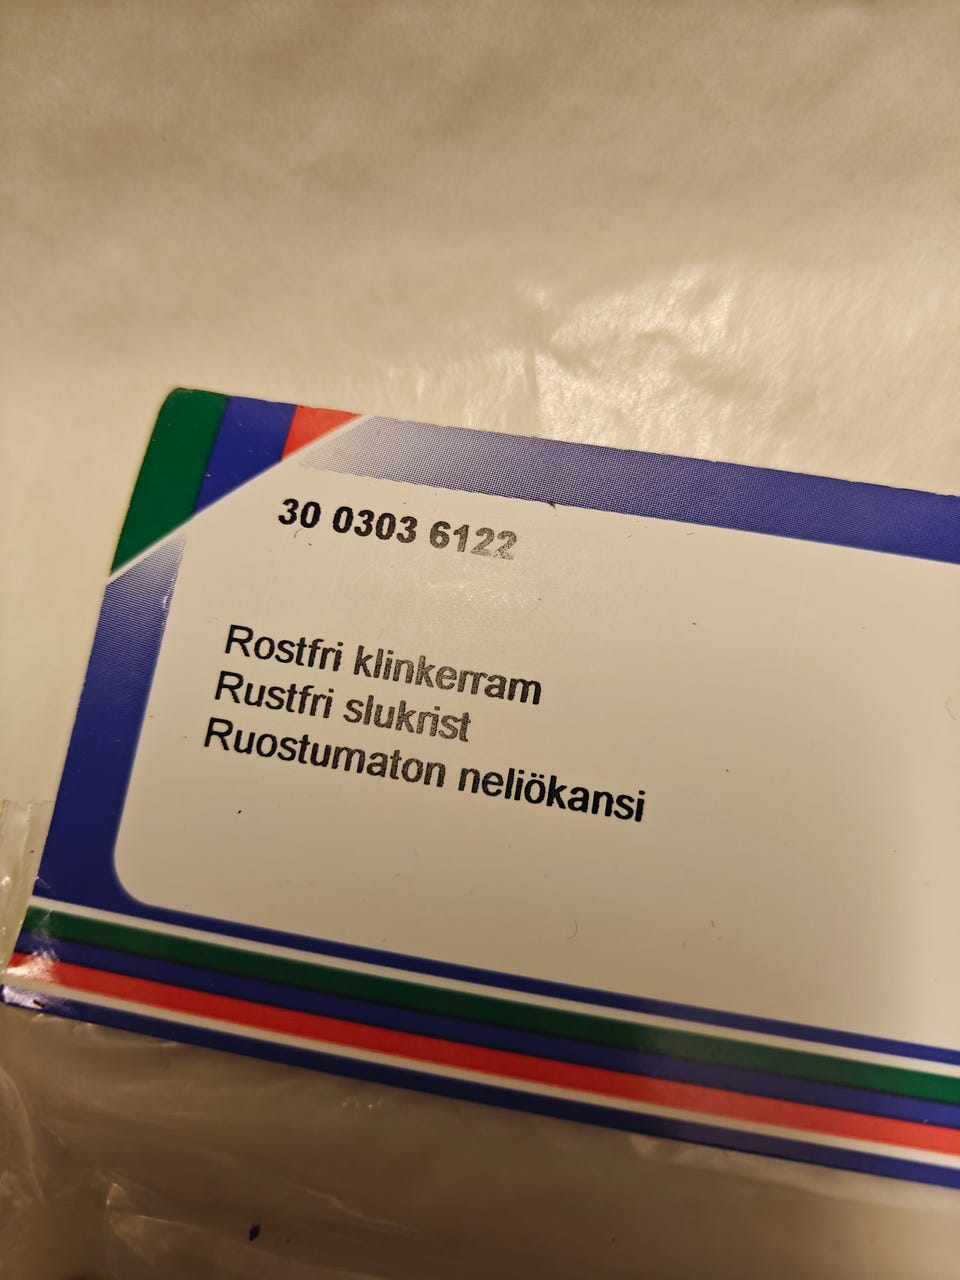 30 0303 6122
Rostfri klinkerram
Rustfri slukrist
Ruostumaton neliökansi